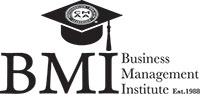 BMI
Business
Management
Institute Est.1988